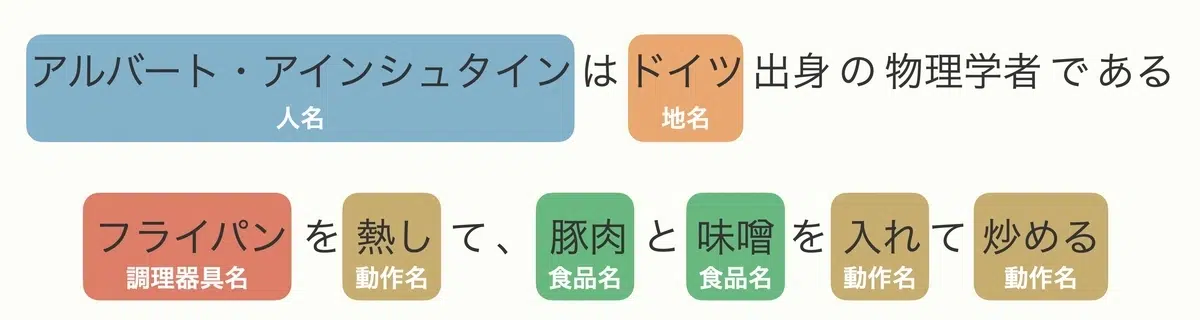 アルバート・アインシュタイン は ドイツ 出身 の 物理学者 で ある
人名 地名
フライパン を 熱し て 、 豚肉 と 味噌 を 入れ て 炒める
調理器具名 動作名 食品名 食品名 動作名 動作名